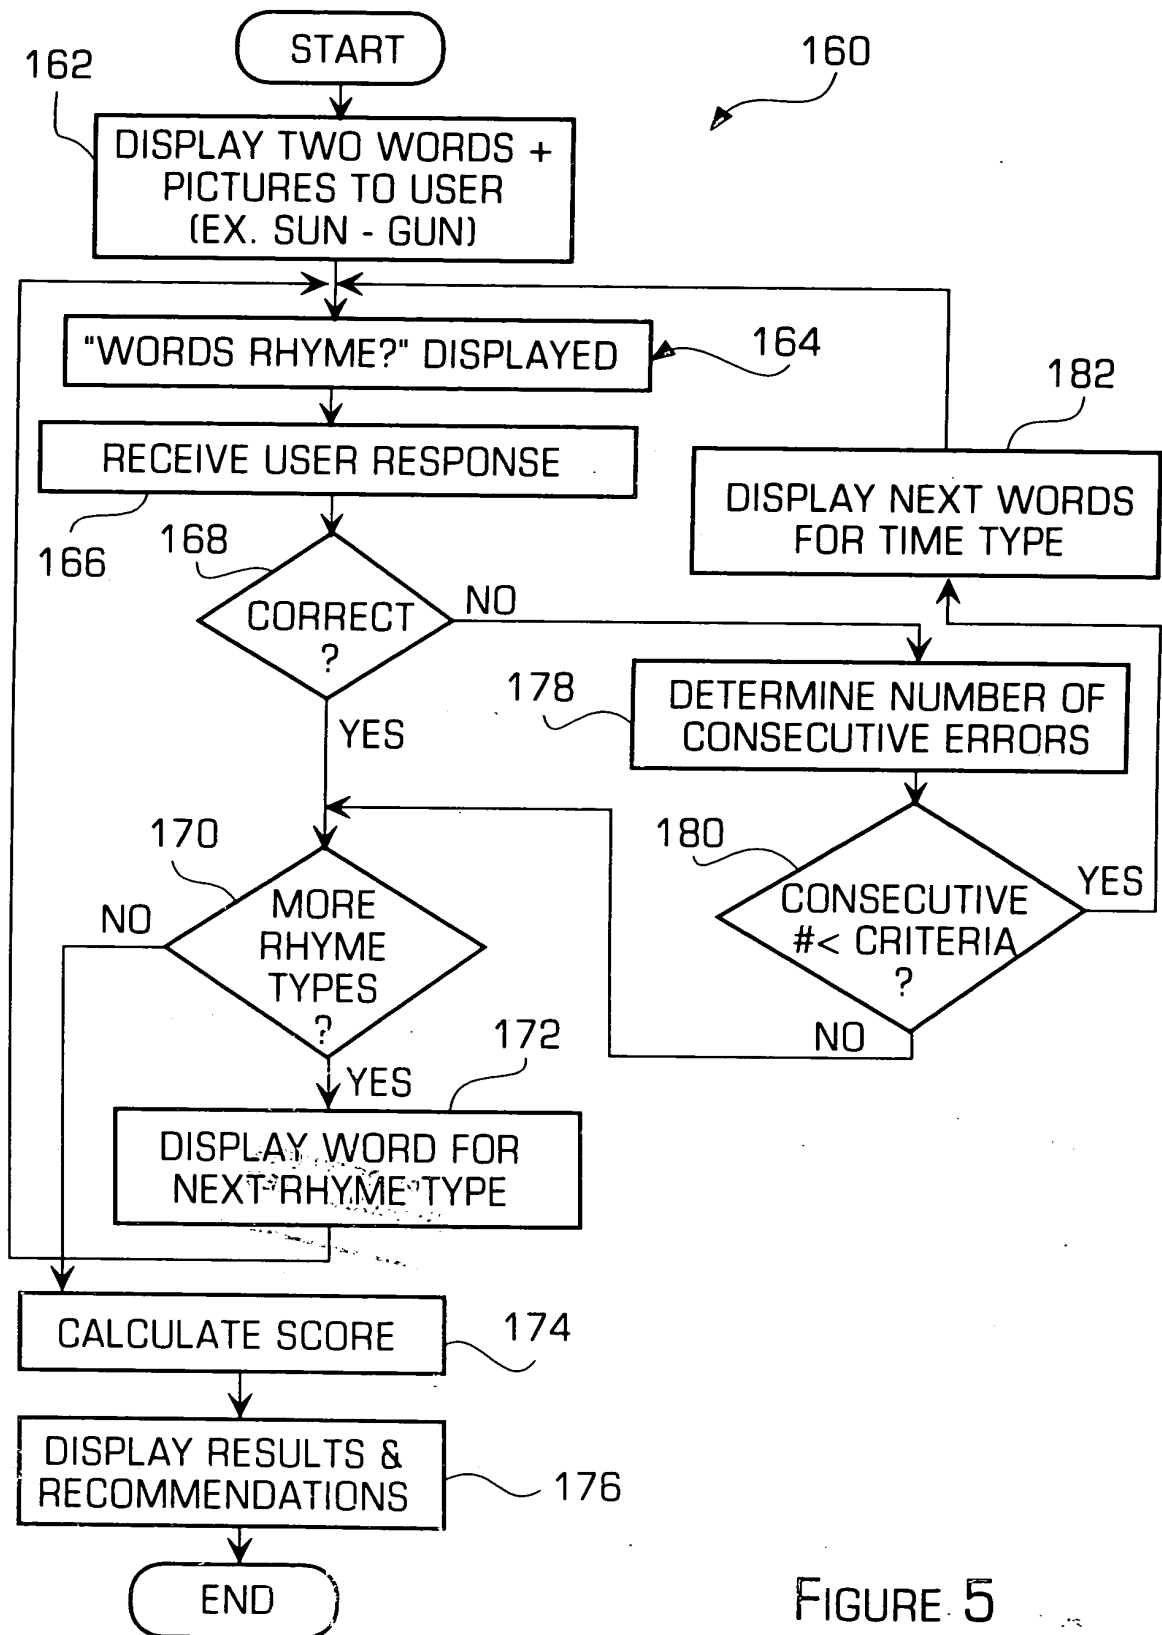 START
160
162
DISPLAY TWO WORDS +
PICTURES TO USER
(EX. SUN - GUN)
"WORDS RHYME?" DISPLAYED
164
182
RECEIVE USER RESPONSE
166
DISPLAY NEXT WORDS
FOR TIME TYPE
168
CORRECT
?
NO
YES
178
DETERMINE NUMBER OF
CONSECUTIVE ERRORS
170
MORE
RHYME
TYPES
?
NO
YES
180
CONSECUTIVE
#< CRITERIA
?
YES
NO
172
DISPLAY WORD FOR
NEXT RHYME TYPE
CALCULATE SCORE
174
DISPLAY RESULTS &
RECOMMENDATIONS
176
END
FIGURE 5